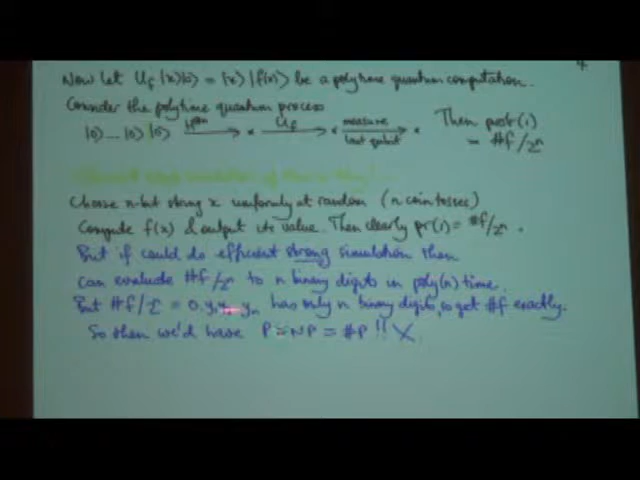 4
Now let U_f |x>|0> = |x>|f(x)> be a polytime quantum computation.
Consider the polytime quantum process
|0>...|0>|0> H^⊗n → U_f → measure last qubit → Then prob(1) = #f/2^n
Choose n-bit string x uniformly at random (n coin tosses)
Compute f(x) & output its value. Then clearly pr(1) = #f/2^n.
But if could do efficient strong simulation then
can evaluate #f/2^n to n binary digits in poly(n) time.
But #f/2^n = 0.y₁y₂...yₙ has only n binary digits, so get #f exactly.
So then we'd have P = NP = #P !! X